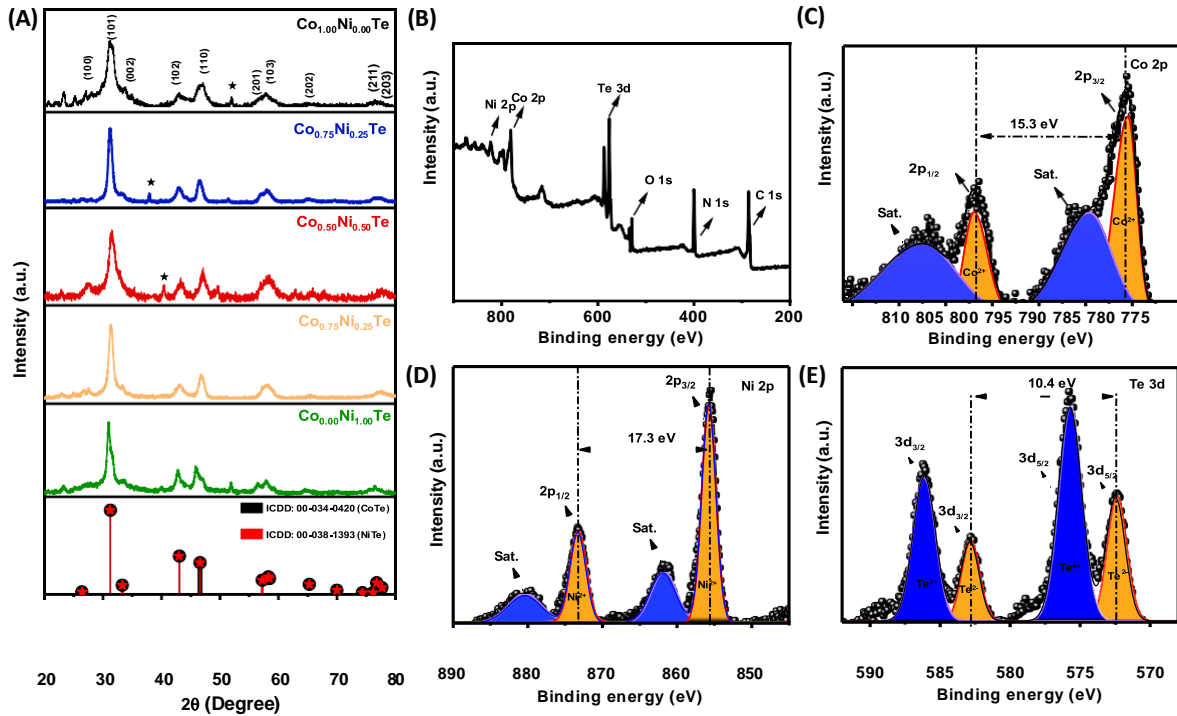 (A)
Co1.00Ni0.00Te
(100)
(101)
(002)
(102)
(110)
★
(201)
(103)
(202)
(211)
(203)
Co0.75Ni0.25Te
★
Co0.50Ni0.50Te
★
Co0.75Ni0.25Te
Co0.00Ni1.00Te
ICDD: 00-034-0420 (CoTe)
ICDD: 00-038-1393 (NiTe)
Intensity (a.u.)
20 30 40 50 60 70 80
2θ (Degree)
(B)
Ni 2p
Co 2p
Te 3d
O 1s
N 1s
C 1s
Intensity (a.u.)
800 600 400 200
Binding energy (eV)
(C)
Co 2p
2p3/2
15.3 eV
2p1/2
Sat.
Sat.
Co2+
Co2+
Intensity (a.u.)
810 805 800 795 790 785 780 775
Binding energy (eV)
(D)
Ni 2p
2p3/2
17.3 eV
2p1/2
Sat.
Sat.
Ni2+
Ni2+
Intensity (a.u.)
890 880 870 860 850
Binding energy (eV)
(E)
Te 3d
10.4 eV
3d3/2
3d3/2
3d5/2
3d5/2
Te4+
Te2-
Te4+
Te2-
Intensity (a.u.)
590 585 580 575 570
Binding energy (eV)